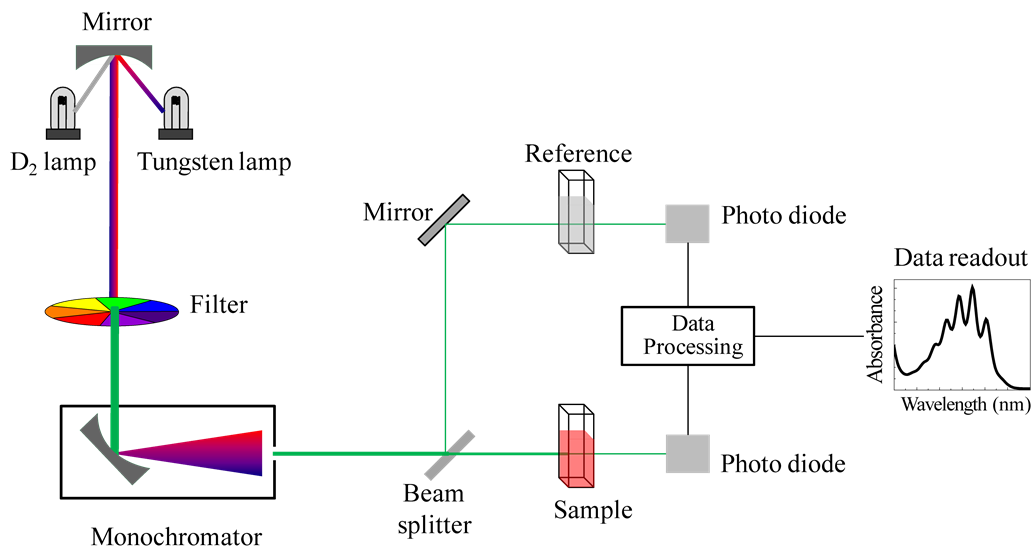 Mirror
D₂ lamp
Tungsten lamp
Filter
Monochromator
Mirror
Beam
splitter
Reference
Sample
Photo diode
Data
Processing
Photo diode
Data readout
Absorbance
Wavelength (nm)